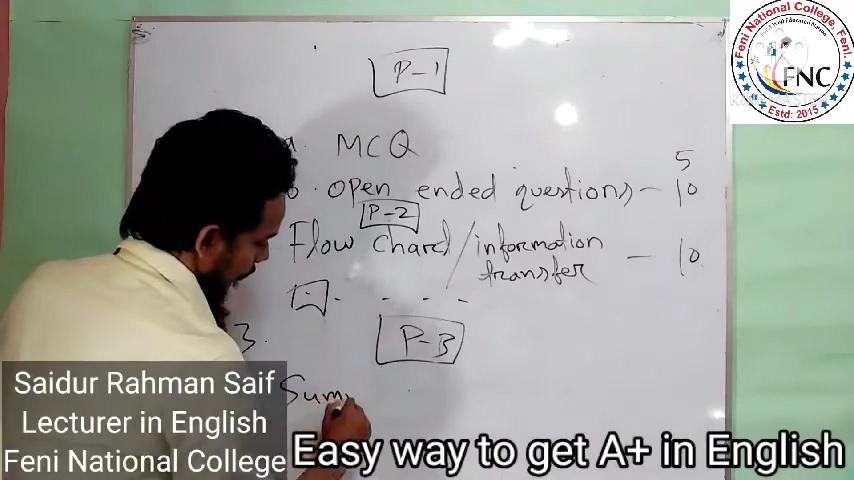 P-1
Feni National College, Feni.
FNC
Estd: 2015
a. MCQ
5
b. open ended questions - 10
P-2
Flow chard / information transfer - 10
3.
P-3
Sum
Saidur Rahman Saif
Lecturer in English
Feni National College
Easy way to get A+ in English